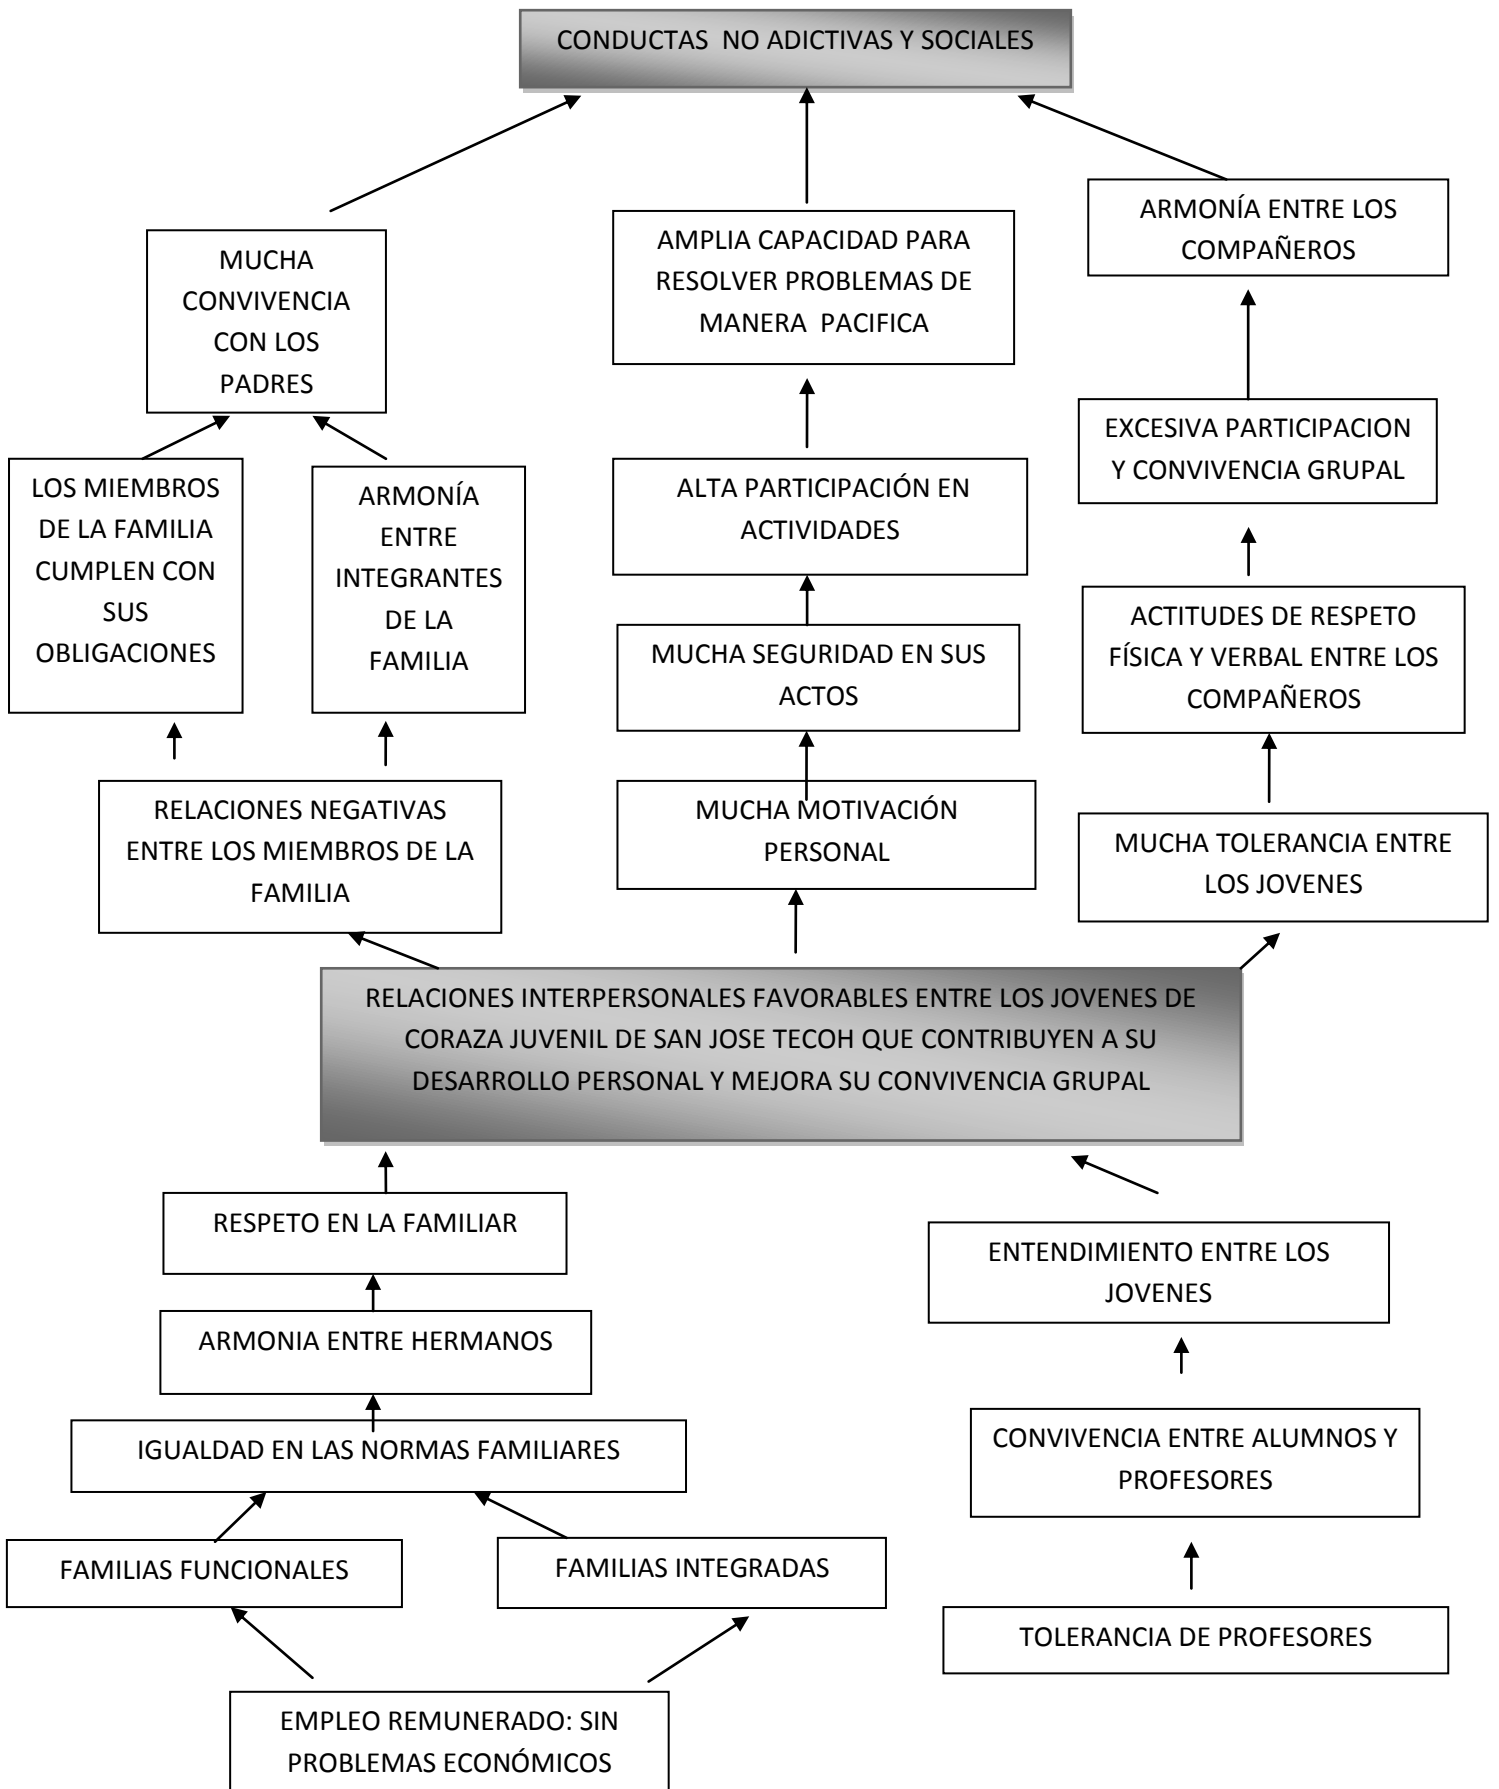 CONDUCTAS  NO ADICTIVAS Y SOCIALES
MUCHA
CONVIVENCIA
CON LOS
PADRES
AMPLIA CAPACIDAD PARA
RESOLVER PROBLEMAS DE
MANERA  PACIFICA
ARMONÍA ENTRE LOS
COMPAÑEROS
LOS MIEMBROS
DE LA FAMILIA
CUMPLEN CON
SUS
OBLIGACIONES
ARMONÍA
ENTRE
INTEGRANTES
DE LA
FAMILIA
ALTA PARTICIPACIÓN EN
ACTIVIDADES
EXCESIVA PARTICIPACION
Y CONVIVENCIA GRUPAL
MUCHA SEGURIDAD EN SUS
ACTOS
ACTITUDES DE RESPETO
FÍSICA Y VERBAL ENTRE LOS
COMPAÑEROS
RELACIONES NEGATIVAS
ENTRE LOS MIEMBROS DE LA
FAMILIA
MUCHA MOTIVACIÓN
PERSONAL
MUCHA TOLERANCIA ENTRE
LOS JOVENES
RELACIONES INTERPERSONALES FAVORABLES ENTRE LOS JOVENES DE
CORAZA JUVENIL DE SAN JOSE TECOH QUE CONTRIBUYEN A SU
DESARROLLO PERSONAL Y MEJORA SU CONVIVENCIA GRUPAL
RESPETO EN LA FAMILIAR
ENTENDIMIENTO ENTRE LOS
JOVENES
ARMONIA ENTRE HERMANOS
IGUALDAD EN LAS NORMAS FAMILIARES
CONVIVENCIA ENTRE ALUMNOS Y
PROFESORES
FAMILIAS FUNCIONALES
FAMILIAS INTEGRADAS
TOLERANCIA DE PROFESORES
EMPLEO REMUNERADO: SIN
PROBLEMAS ECONÓMICOS